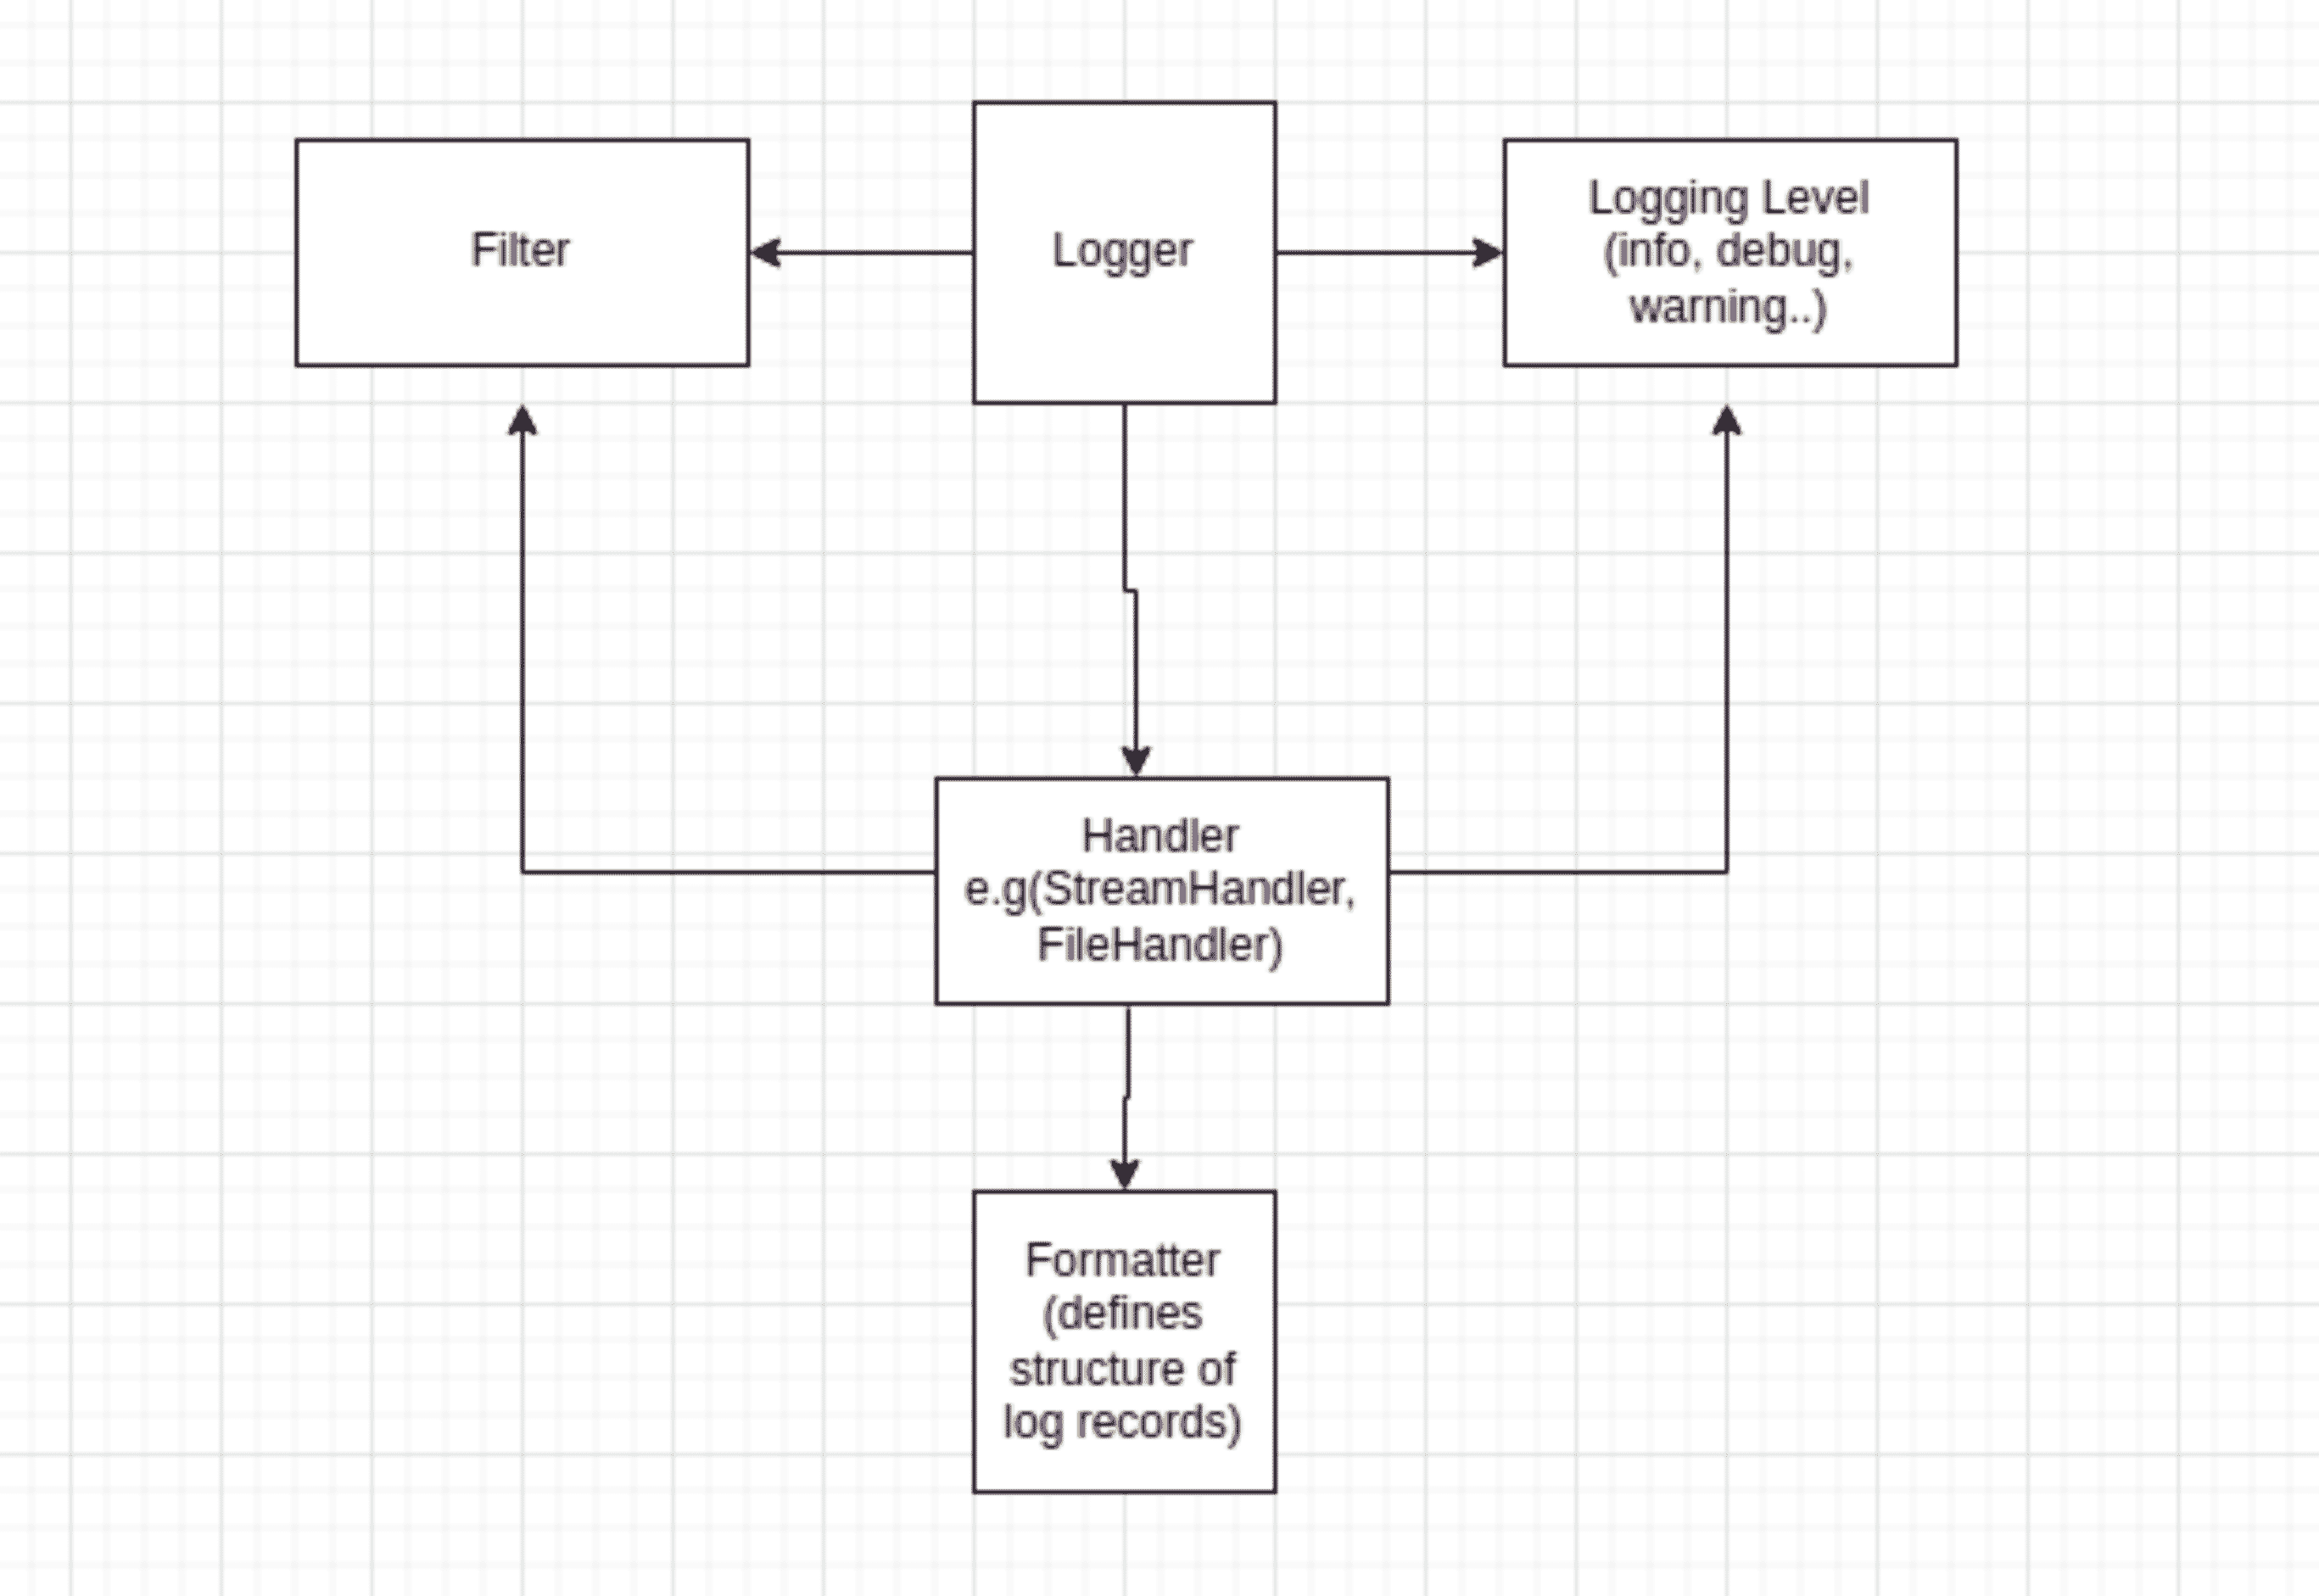 Filter
Logger
Logging Level
(info, debug,
warning..)
Handler
e.g(StreamHandler,
FileHandler)
Formatter
(defines
structure of
log records)